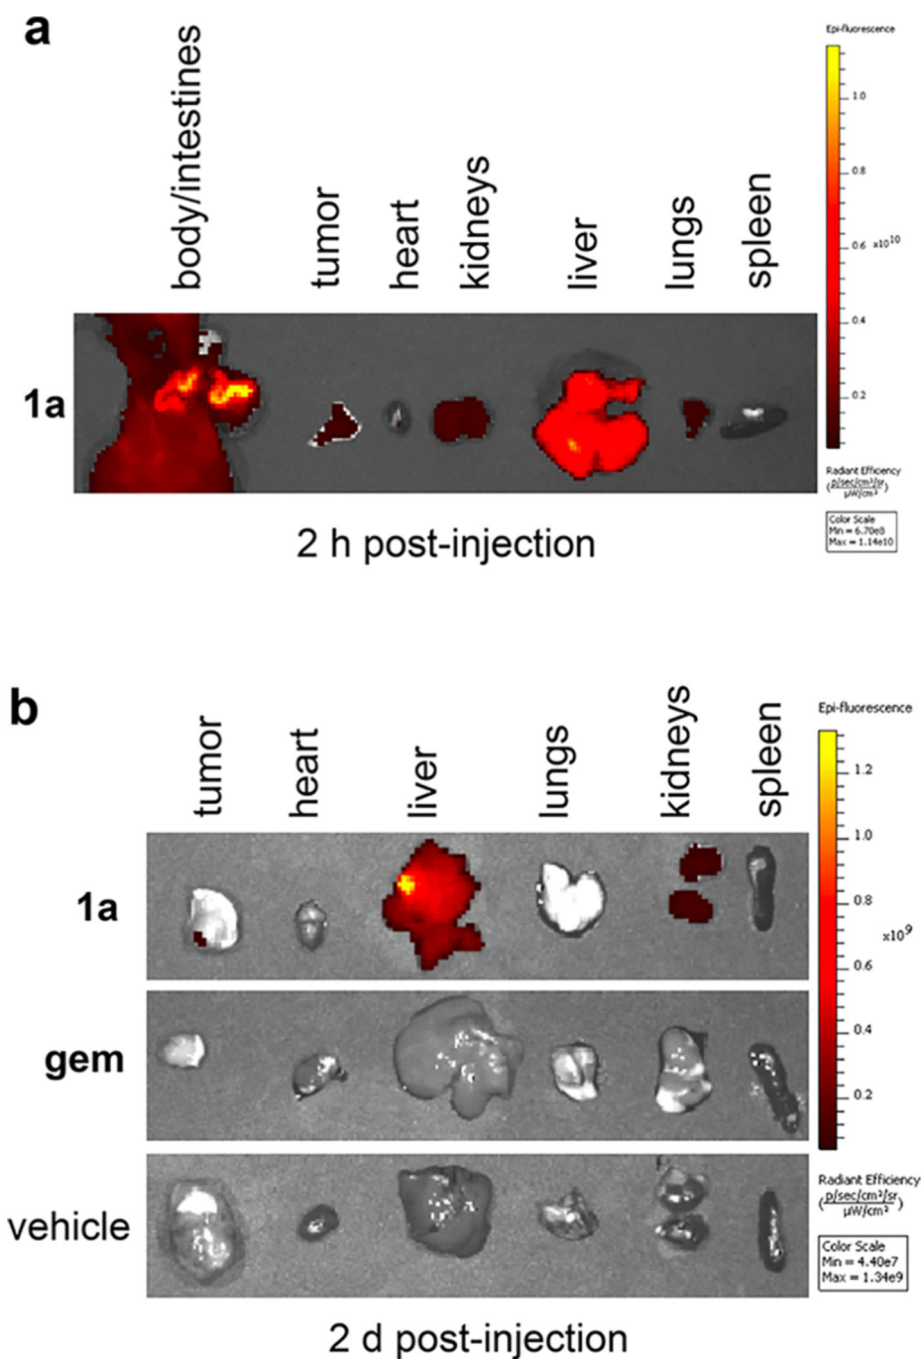 a
Epi-fluorescence
body/intestines
tumor
heart
kidneys
liver
lungs
spleen
1.0
0.8
0.6
x10¹⁰
0.4
0.2
1a
Radiant Efficiency
(p/sec/cm²/sr / µW/cm²)
Color Scale
Min = 6.70e8
Max = 1.14e10
2 h post-injection
b
Epi-fluorescence
tumor
heart
liver
lungs
kidneys
spleen
1.2
1.0
0.8
x10⁹
0.6
0.4
0.2
1a
gem
vehicle
Radiant Efficiency
(p/sec/cm²/sr / µW/cm²)
Color Scale
Min = 4.40e7
Max = 1.34e9
2 d post-injection